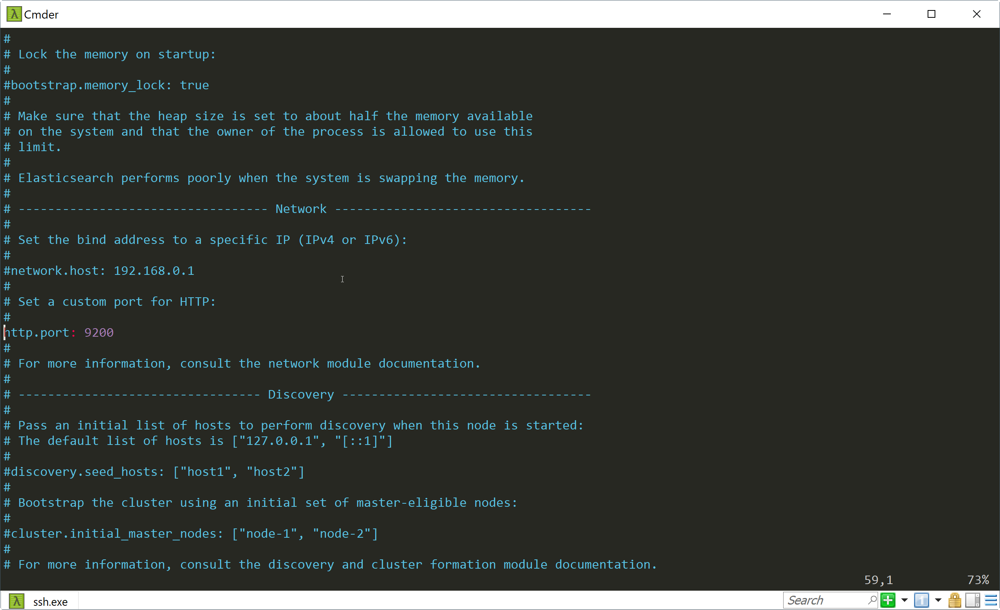 Cmder
#
# Lock the memory on startup:
#
#bootstrap.memory_lock: true
#
# Make sure that the heap size is set to about half the memory available
# on the system and that the owner of the process is allowed to use this
# limit.
#
# Elasticsearch performs poorly when the system is swapping the memory.
#
# ---------------------------------- Network -----------------------------------
#
# Set the bind address to a specific IP (IPv4 or IPv6):
#
#network.host: 192.168.0.1
#
# Set a custom port for HTTP:
#
http.port: 9200
#
# For more information, consult the network module documentation.
#
# --------------------------------- Discovery ----------------------------------
#
# Pass an initial list of hosts to perform discovery when this node is started:
# The default list of hosts is ["127.0.0.1", "[::1]"]
#
#discovery.seed_hosts: ["host1", "host2"]
#
# Bootstrap the cluster using an initial set of master-eligible nodes:
#
#cluster.initial_master_nodes: ["node-1", "node-2"]
#
# For more information, consult the discovery and cluster formation module documentation.
59,1 73%
ssh.exe Search 1